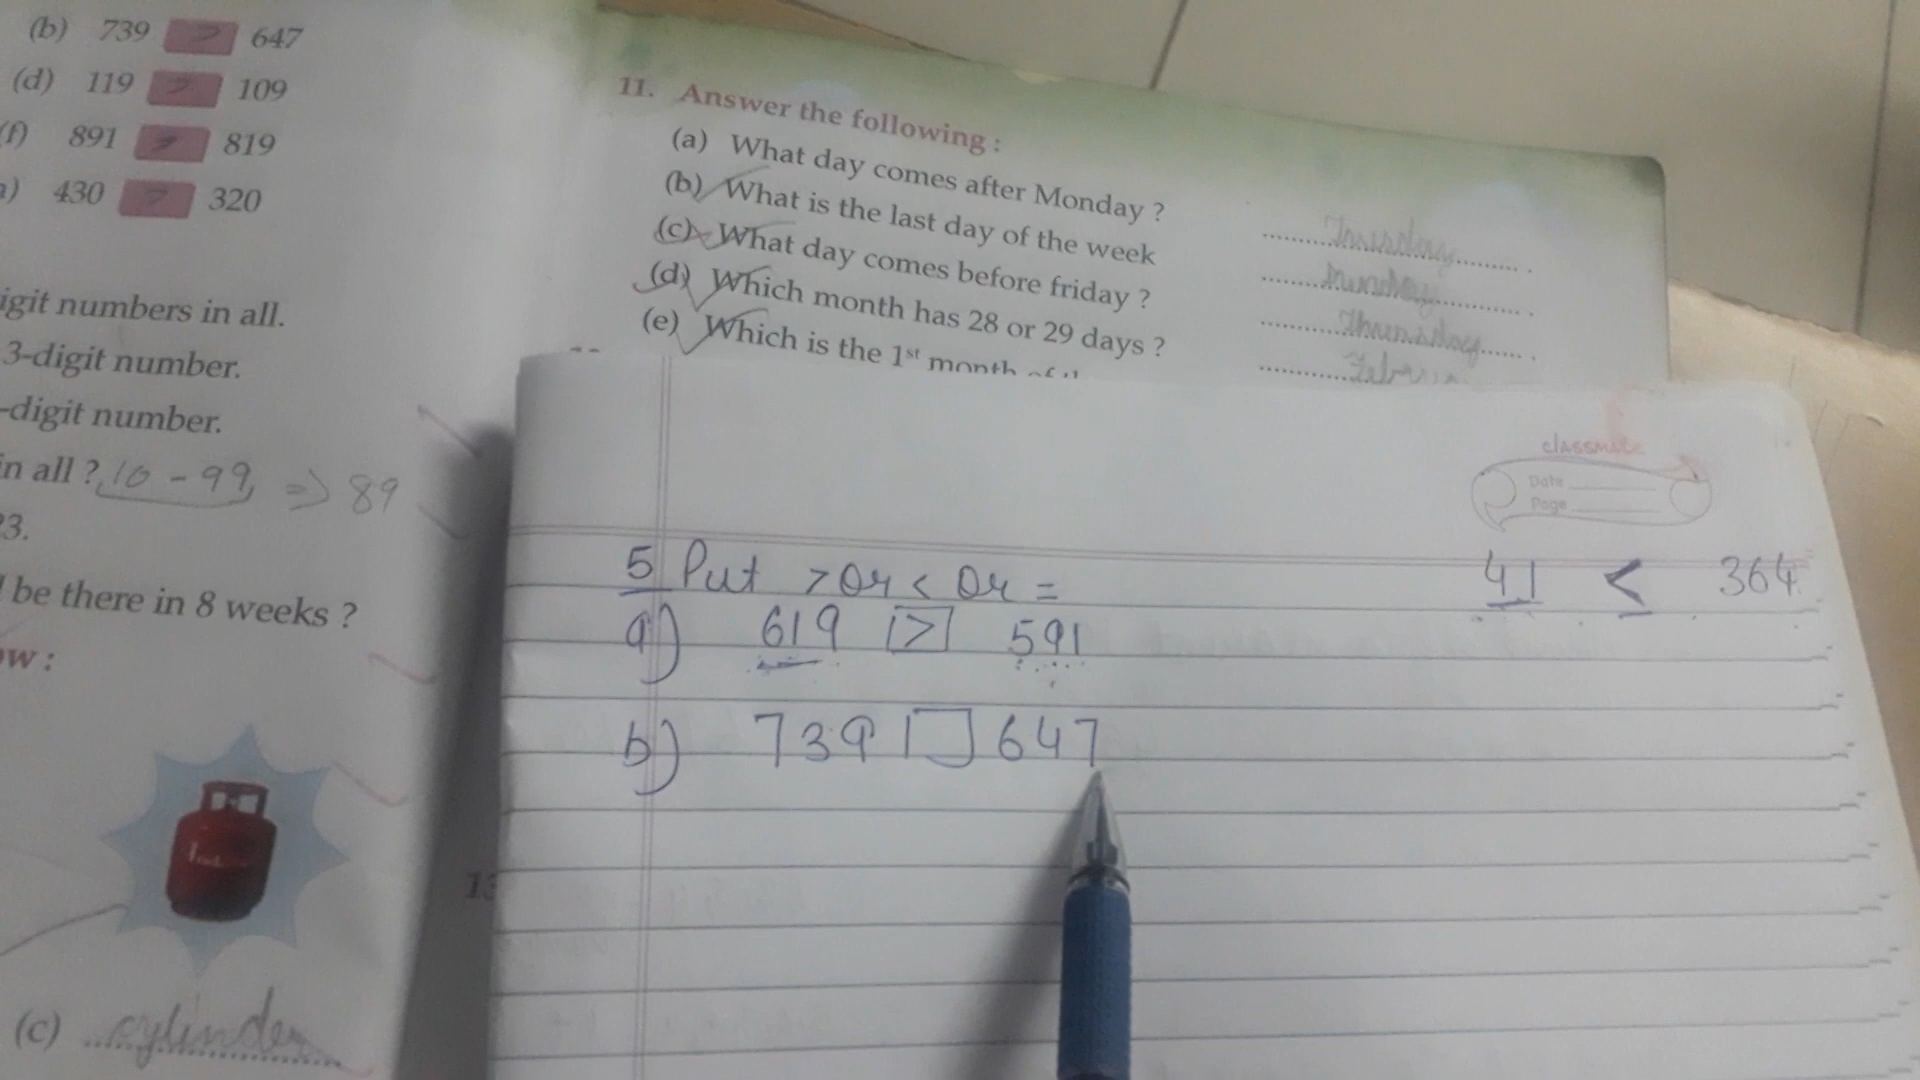 (b) 739 > 647
(d) 119 > 109
(f) 891 > 819
430 > 320
igit numbers in all.
3-digit number.
-digit number.
in all ? 10 - 99 => 89
3.
be there in 8 weeks ?
ow :
(c) cylinder
11. Answer the following :
(a) What day comes after Monday ?
(b) What is the last day of the week
(c) What day comes before friday ?
(d) Which month has 28 or 29 days ?
(e) Which is the 1st month of
classmate
Date
Page
5 Put > Or < Or =
41 < 364
a) 619 > 591
b) 739 647